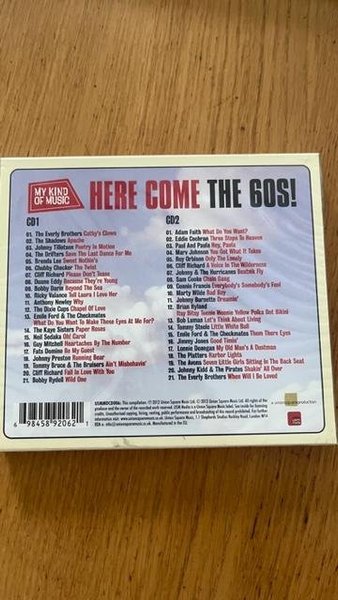 MY KIND
OF MUSIC
HERE COME THE 60S!
CD1
01. The Everly Brothers Cathy's Clown
02. The Shadows Apache
03. Johnny Tillotson Poetry in Motion
04. The Drifters Save The Last Dance For Me
05. Brenda Lee Sweet Nothin's
06. Chubby Checker The Twist
07. Cliff Richard Please Don't Tease
08. Duane Eddy Because They're Young
09. Bobby Darin Beyond The Sea
10. Ricky Valance Tell Laura I Love Her
11. Anthony Newley Why
12. The Dixie Cups Chapel Of Love
13. Emile Ford & The Checkmates
What Do You Want To Make Those Eyes At Me For?
14. The Kaye Sisters Paper Roses
15. Neil Sedaka Oh! Carol
16. Guy Mitchell Heartaches By the Number
17. Fats Domino Be My Guest
18. Johnny Preston Running Bear
19. Tommy Bruce & The Bruisers Ain't Misbehavin'
20. Cliff Richard Fall In Love With You
21. Bobby Rydell Wild One
CD2
01. Adam Faith What Do You Want?
02. Eddie Cochran Three Steps To Heaven
03. Paul And Paula Hey, Paula
04. Marv Johnson You Got What It Takes
05. Roy Orbison Only The Lonely
06. Cliff Richard A Voice In The Wilderness
07. Johnny & The Hurricanes Beatnik Fly
08. Sam Cooke Chain Gang
09. Connie Francis Everybody's Somebody's Fool
10. Marty Wilde Bad Boy
11. Johnny Burnette Dreamin'
12. Brian Hyland
Itsy Bitsy Teenie Weenie Yellow Polka Dot Bikini
13. Bob Luman Let's Think About Living
14. Tommy Steele Little White Bull
15. Emile Ford & The Checkmates Them There Eyes
16. Jimmy Jones Good Timin'
17. Lonnie Donegan My Old Man's A Dustman
18. The Platters Harbor Lights
19. The Avons Seven Little Girls Sitting In The Back Seat
20. Johnny Kidd & The Pirates Shakin' All Over
21. The Everly Brothers When Will I Be Loved
6 98458 92062 1